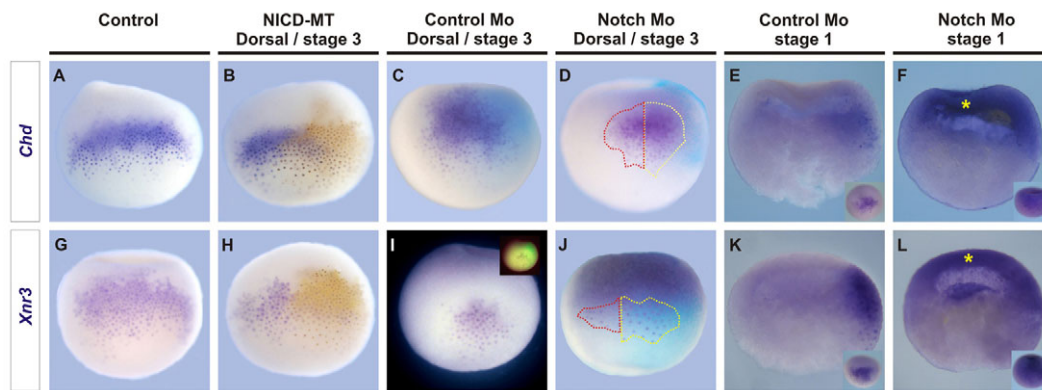 Control
NICD-MT
Dorsal / stage 3
Control Mo
Dorsal / stage 3
Notch Mo
Dorsal / stage 3
Control Mo
stage 1
Notch Mo
stage 1
Chd
A
B
C
D
E
F
*
Xnr3
G
H
I
J
K
L
*